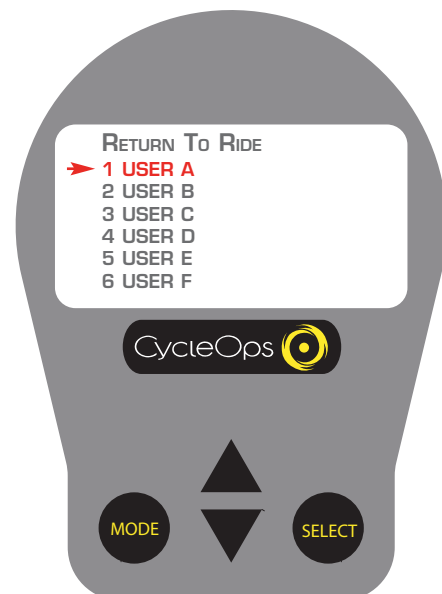 RETURN TO RIDE
1 USER A
2 USER B
3 USER C
4 USER D
5 USER E
6 USER F
CycleOps
MODE
SELECT